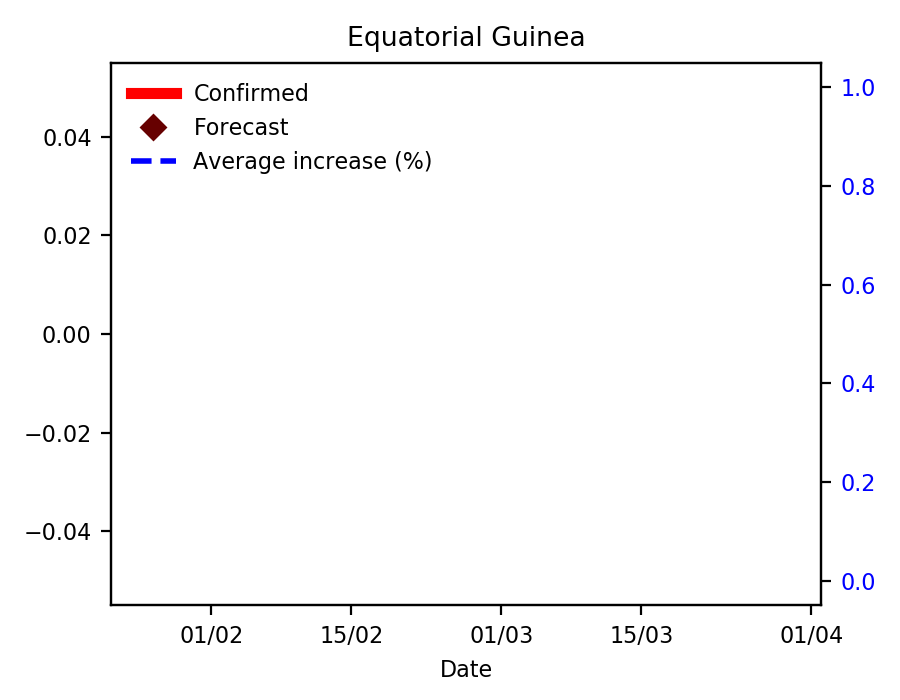 Equatorial Guinea
Confirmed
Forecast
Average increase (%)
0.04
0.02
0.00
−0.02
−0.04
1.0
0.8
0.6
0.4
0.2
0.0
01/02 15/02 01/03 15/03 01/04
Date